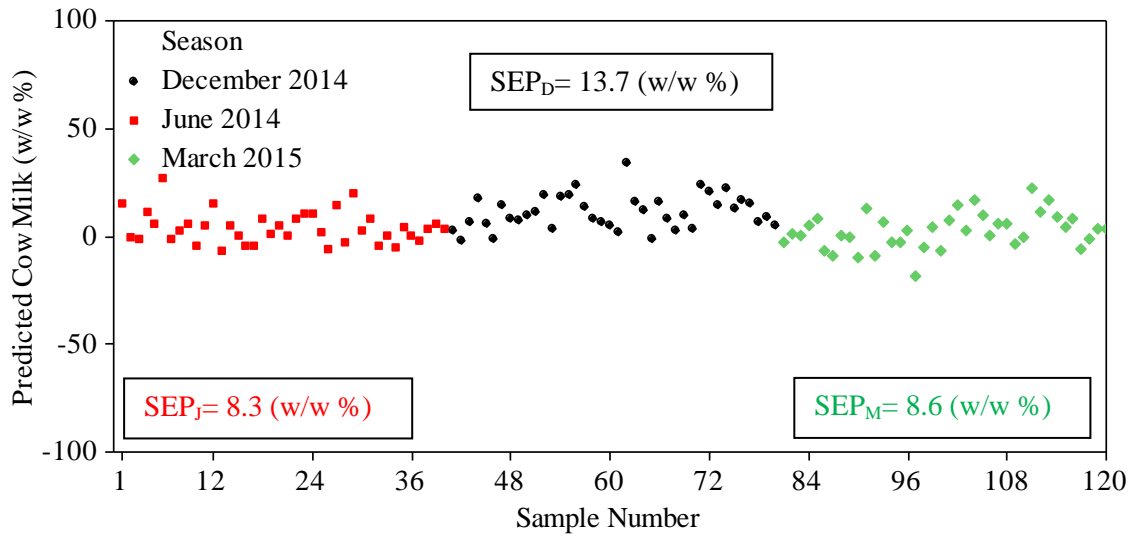 100
50
0
-50
-100
Predicted Cow Milk (w/w %)
Season
December 2014
June 2014
March 2015
SEP_D= 13.7 (w/w %)
SEP_J= 8.3 (w/w %)
SEP_M= 8.6 (w/w %)
1 12 24 36 48 60 72 84 96 108 120
Sample Number